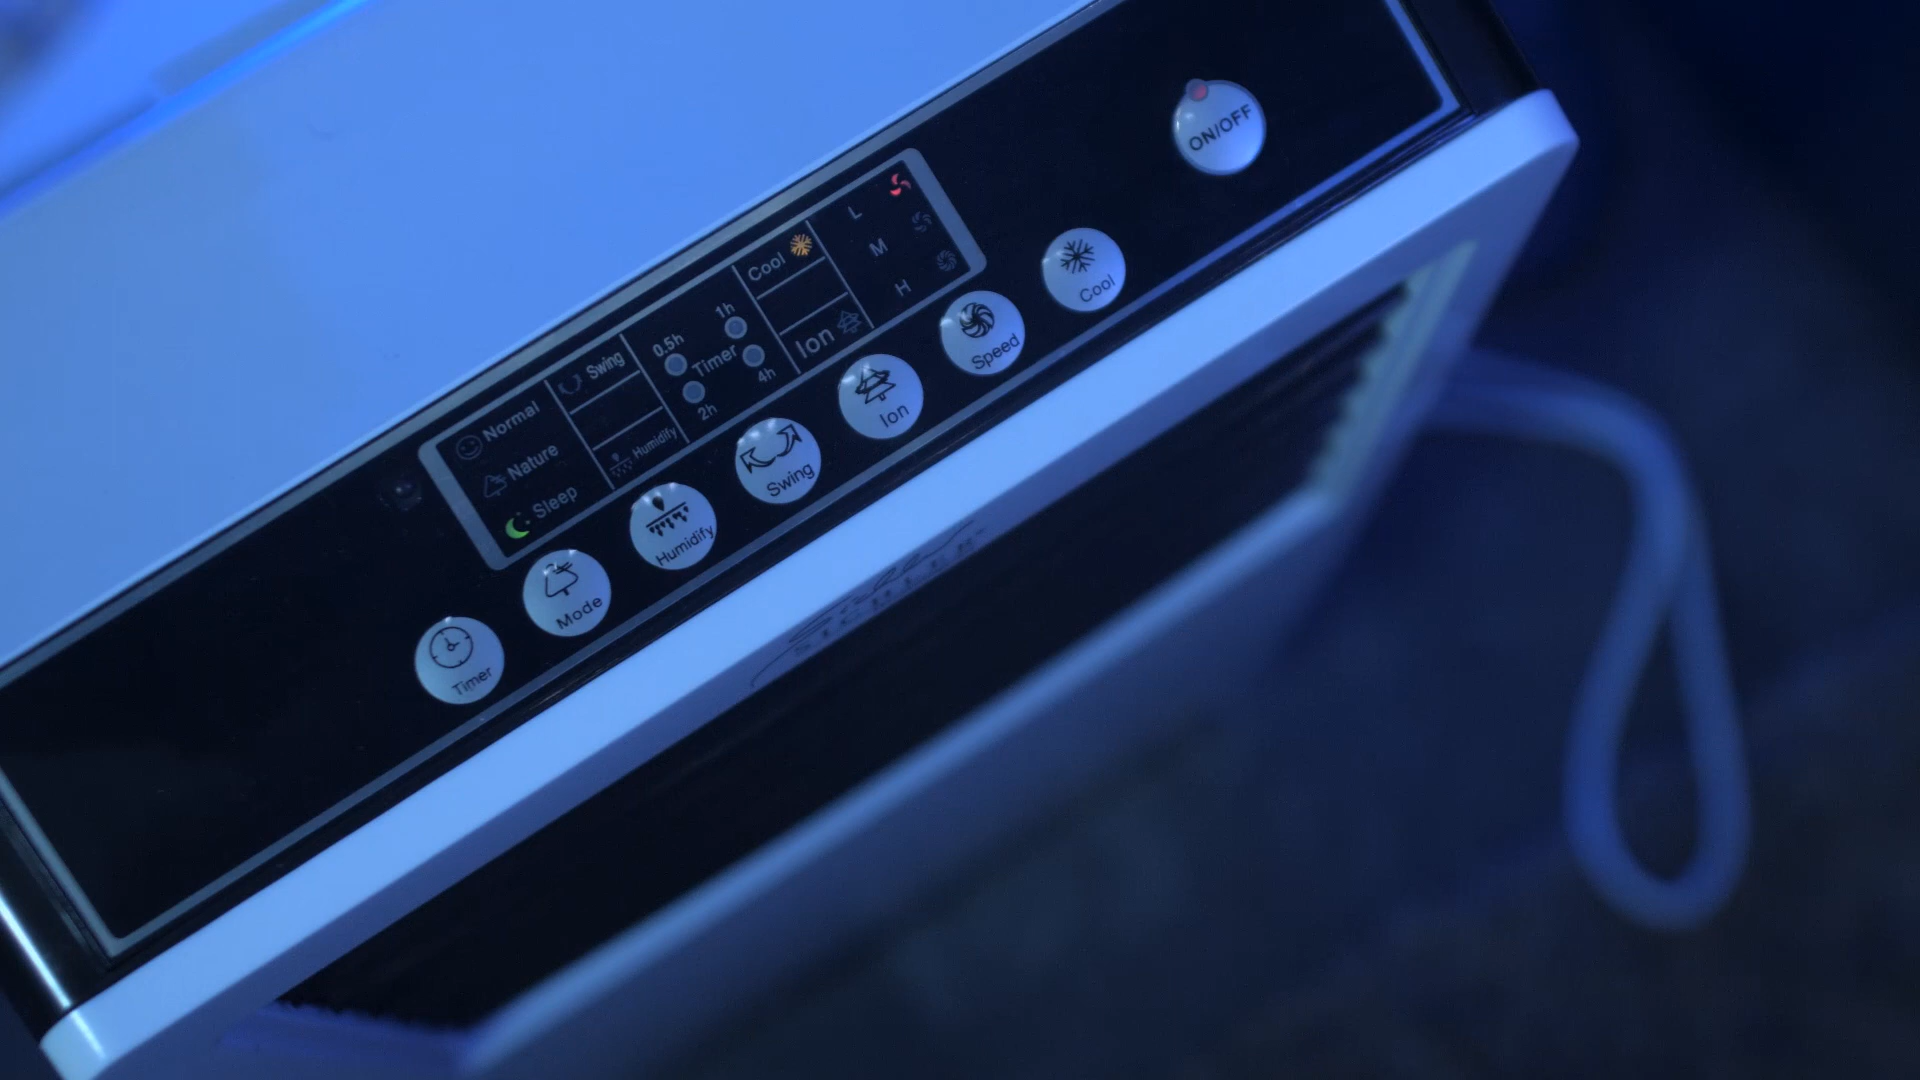 ON/OFF
Normal
Nature
Sleep
Swing
Humidify
0.5h
1h
Timer
2h
4h
Cool
Ion
L
M
H
Timer
Mode
Humidify
Swing
Ion
Speed
Cool